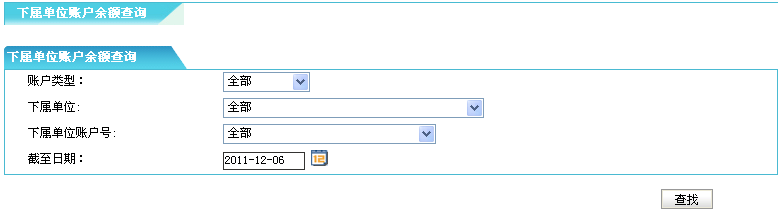 下属单位账户余额查询
下属单位账户余额查询
账户类型： 全部
下属单位: 全部
下属单位账户号: 全部
截至日期： 2011-12-06 12
查找